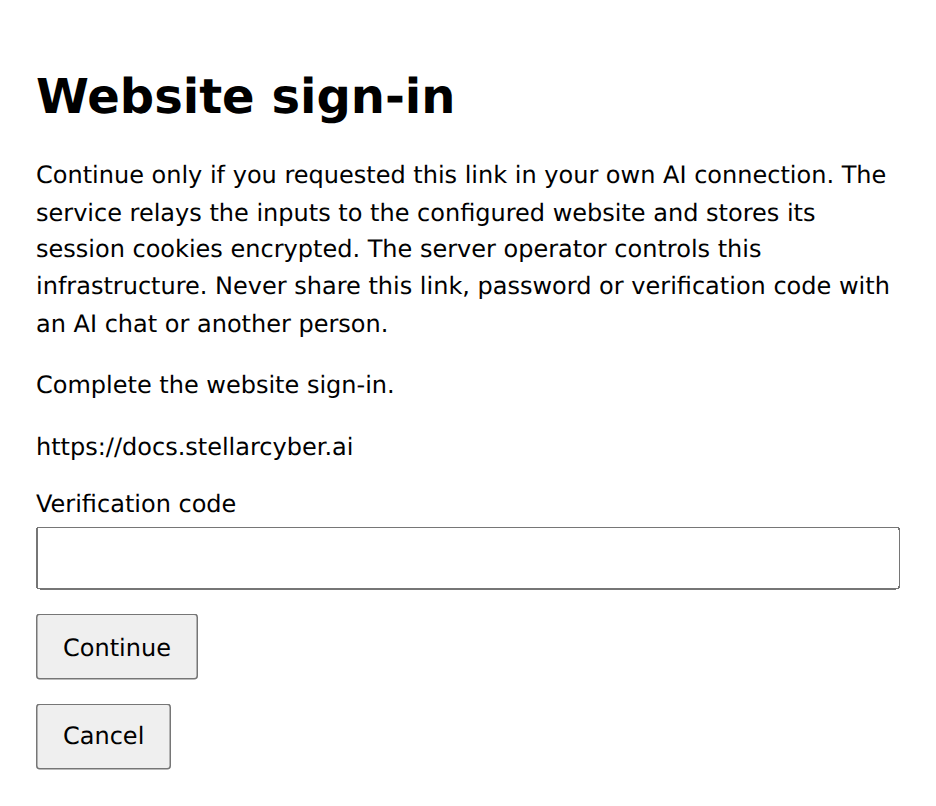 Website sign-in
Continue only if you requested this link in your own AI connection. The
service relays the inputs to the configured website and stores its
session cookies encrypted. The server operator controls this
infrastructure. Never share this link, password or verification code with
an AI chat or another person.
Complete the website sign-in.
https://docs.stellarcyber.ai
Verification code
Continue
Cancel